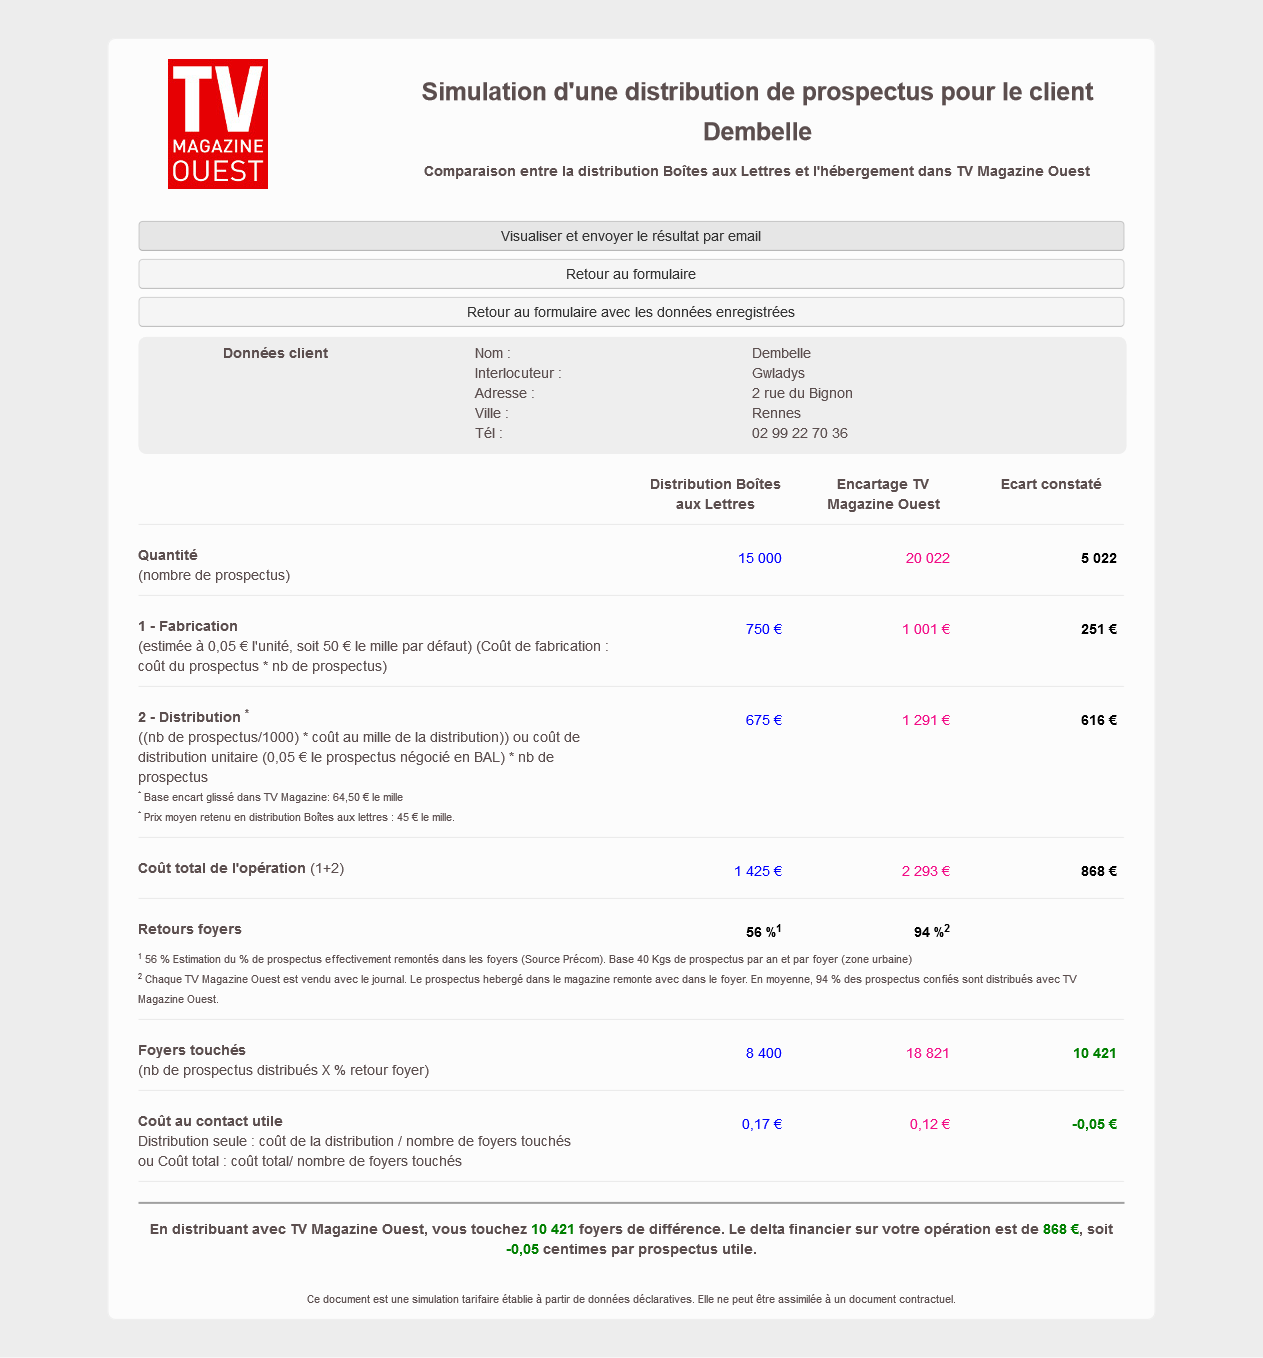 TV
MAGAZINE
OUEST
Simulation d'une distribution de prospectus pour le client
Dembelle
Comparaison entre la distribution Boîtes aux Lettres et l'hébergement dans TV Magazine Ouest
Visualiser et envoyer le résultat par email
Retour au formulaire
Retour au formulaire avec les données enregistrées
Données client Nom : Dembelle
Interlocuteur : Gwladys
Adresse : 2 rue du Bignon
Ville : Rennes
Tél : 02 99 22 70 36
Distribution Boîtes Encartage TV Ecart constaté
aux Lettres Magazine Ouest
Quantité 15 000 20 022 5 022
(nombre de prospectus)
1 - Fabrication 750 € 1 001 € 251 €
(estimée à 0,05 € l'unité, soit 50 € le mille par défaut) (Coût de fabrication :
coût du prospectus * nb de prospectus)
2 - Distribution * 675 € 1 291 € 616 €
((nb de prospectus/1000) * coût au mille de la distribution)) ou coût de
distribution unitaire (0,05 € le prospectus négocié en BAL) * nb de
prospectus
* Base encart glissé dans TV Magazine: 64,50 € le mille
* Prix moyen retenu en distribution Boîtes aux lettres : 45 € le mille.
Coût total de l'opération (1+2) 1 425 € 2 293 € 868 €
Retours foyers 56 %1 94 %2
1 56 % Estimation du % de prospectus effectivement remontés dans les foyers (Source Précom). Base 40 Kgs de prospectus par an et par foyer (zone urbaine)
2 Chaque TV Magazine Ouest est vendu avec le journal. Le prospectus hebergé dans le magazine remonte avec dans le foyer. En moyenne, 94 % des prospectus confiés sont distribués avec TV
Magazine Ouest.
Foyers touchés 8 400 18 821 10 421
(nb de prospectus distribués X % retour foyer)
Coût au contact utile 0,17 € 0,12 € -0,05 €
Distribution seule : coût de la distribution / nombre de foyers touchés
ou Coût total : coût total/ nombre de foyers touchés
En distribuant avec TV Magazine Ouest, vous touchez 10 421 foyers de différence. Le delta financier sur votre opération est de 868 €, soit
-0,05 centimes par prospectus utile.
Ce document est une simulation tarifaire établie à partir de données déclaratives. Elle ne peut être assimilée à un document contractuel.